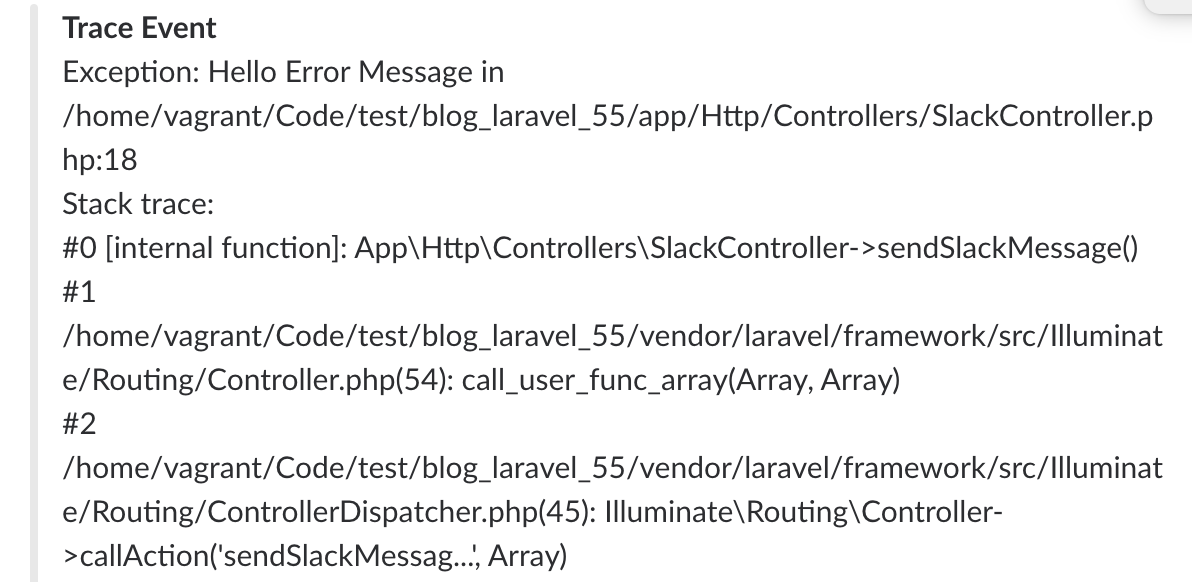 Trace Event
Exception: Hello Error Message in
/home/vagrant/Code/test/blog_laravel_55/app/Http/Controllers/SlackController.p
hp:18
Stack trace:
#0 [internal function]: App\Http\Controllers\SlackController->sendSlackMessage()
#1
/home/vagrant/Code/test/blog_laravel_55/vendor/laravel/framework/src/Illuminat
e/Routing/Controller.php(54): call_user_func_array(Array, Array)
#2
/home/vagrant/Code/test/blog_laravel_55/vendor/laravel/framework/src/Illuminat
e/Routing/ControllerDispatcher.php(45): Illuminate\Routing\Controller-
>callAction('sendSlackMessag...', Array)